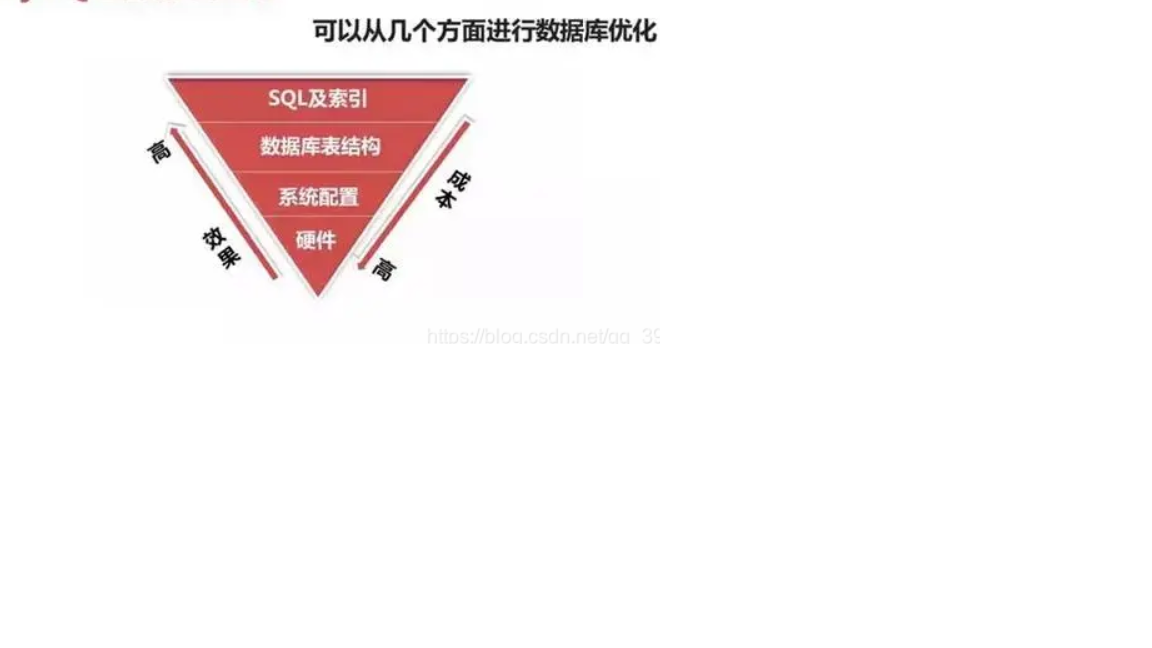 可以从几个方面进行数据库优化
SQL及索引
数据库表结构
系统配置
硬件
高
效果
成本
高
https://blog.csdn.net/qq_39